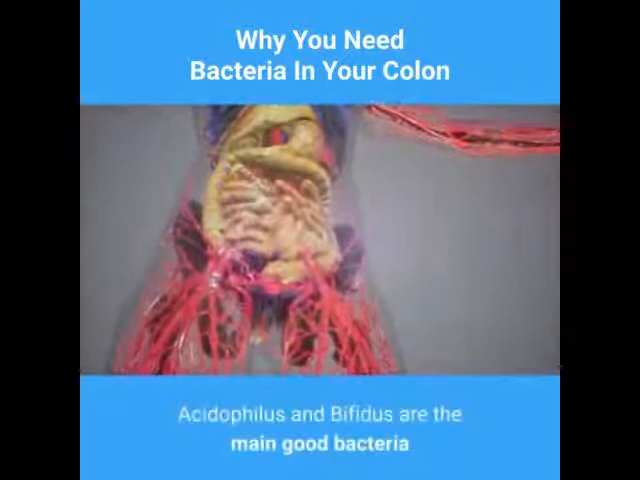 Why You Need
Bacteria In Your Colon
Acidophilus and Bifidus are the
main good bacteria